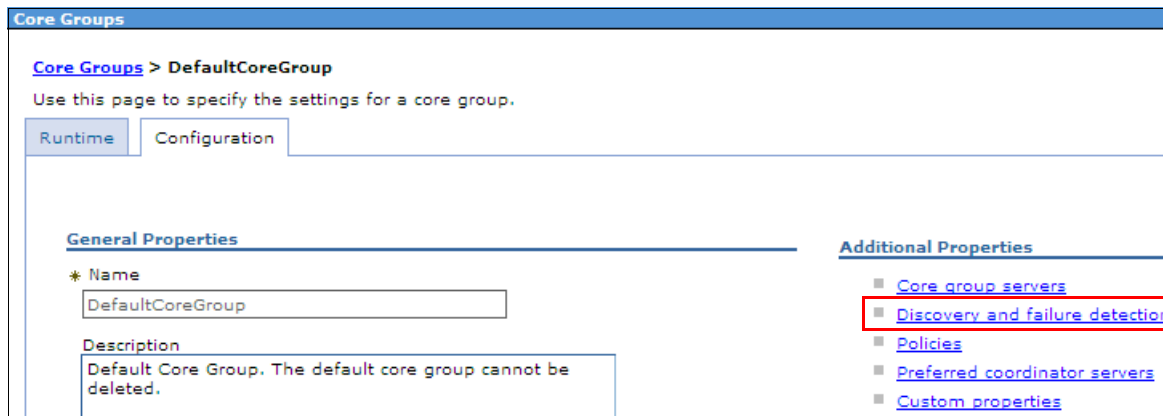 Core Groups
Core Groups > DefaultCoreGroup
Use this page to specify the settings for a core group.
Runtime
Configuration
General Properties
* Name
DefaultCoreGroup
Description
Default Core Group. The default core group cannot be
deleted.
Additional Properties
Core group servers
Discovery and failure detection
Policies
Preferred coordinator servers
Custom properties